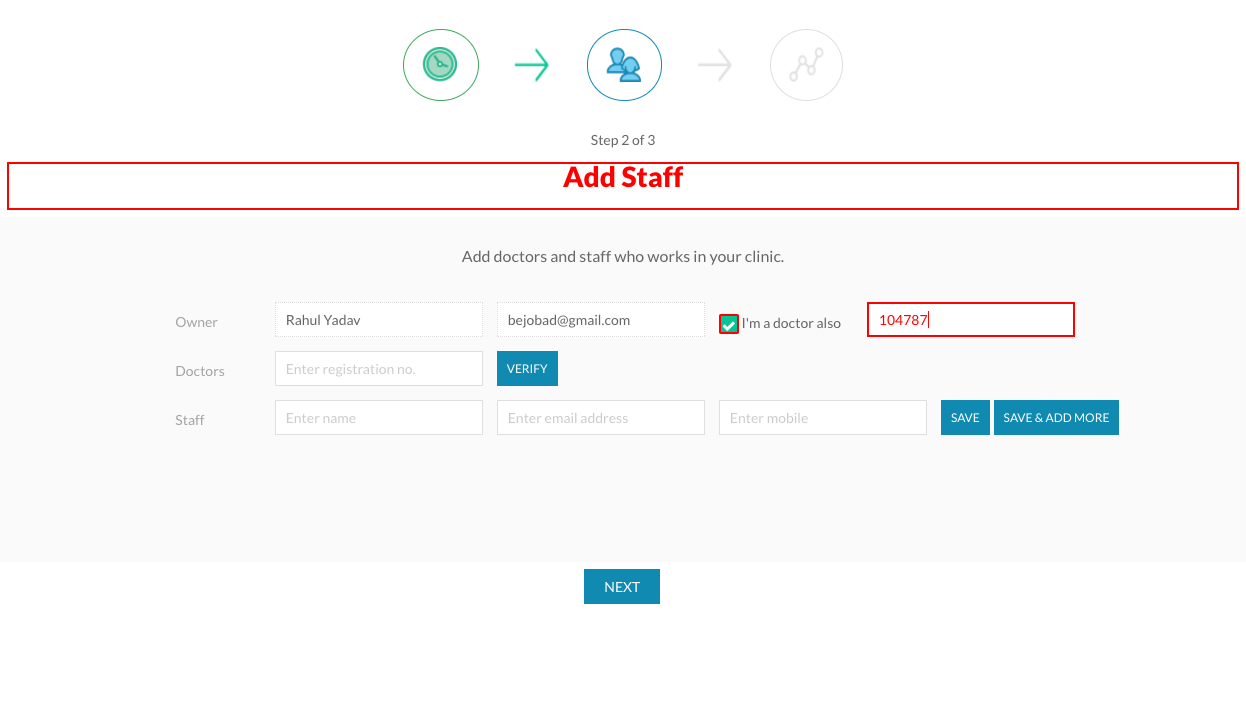 Step 2 of 3
Add Staff
Add doctors and staff who works in your clinic.
Owner Rahul Yadav bejobad@gmail.com I'm a doctor also 104787
Doctors Enter registration no. VERIFY
Staff Enter name Enter email address Enter mobile SAVE SAVE & ADD MORE
NEXT